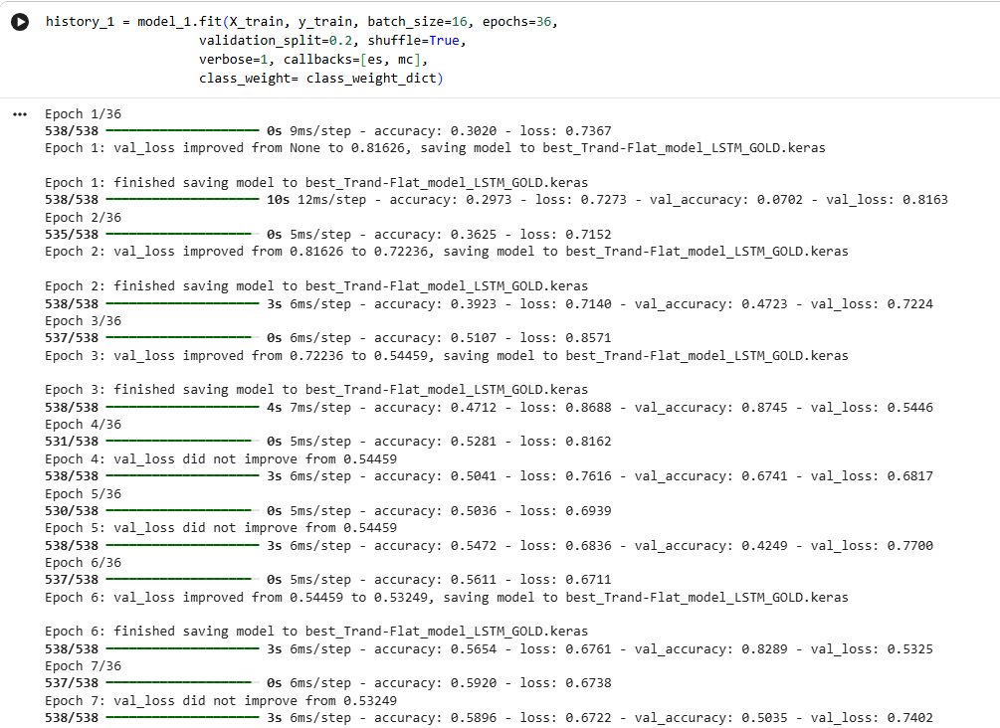 history_1 = model_1.fit(X_train, y_train, batch_size=16, epochs=36,
validation_split=0.2, shuffle=True,
verbose=1, callbacks=[es, mc],
class_weight= class_weight_dict)
Epoch 1/36
538/538 0s 9ms/step - accuracy: 0.3020 - loss: 0.7367
Epoch 1: val_loss improved from None to 0.81626, saving model to best_Trand-Flat_model_LSTM_GOLD.keras
Epoch 1: finished saving model to best_Trand-Flat_model_LSTM_GOLD.keras
538/538 10s 12ms/step - accuracy: 0.2973 - loss: 0.7273 - val_accuracy: 0.0702 - val_loss: 0.8163
Epoch 2/36
535/538 0s 5ms/step - accuracy: 0.3625 - loss: 0.7152
Epoch 2: val_loss improved from 0.81626 to 0.72236, saving model to best_Trand-Flat_model_LSTM_GOLD.keras
Epoch 2: finished saving model to best_Trand-Flat_model_LSTM_GOLD.keras
538/538 3s 6ms/step - accuracy: 0.3923 - loss: 0.7140 - val_accuracy: 0.4723 - val_loss: 0.7224
Epoch 3/36
537/538 0s 6ms/step - accuracy: 0.5107 - loss: 0.8571
Epoch 3: val_loss improved from 0.72236 to 0.54459, saving model to best_Trand-Flat_model_LSTM_GOLD.keras
Epoch 3: finished saving model to best_Trand-Flat_model_LSTM_GOLD.keras
538/538 4s 7ms/step - accuracy: 0.4712 - loss: 0.8688 - val_accuracy: 0.8745 - val_loss: 0.5446
Epoch 4/36
531/538 0s 5ms/step - accuracy: 0.5281 - loss: 0.8162
Epoch 4: val_loss did not improve from 0.54459
538/538 3s 6ms/step - accuracy: 0.5041 - loss: 0.7616 - val_accuracy: 0.6741 - val_loss: 0.6817
Epoch 5/36
530/538 0s 5ms/step - accuracy: 0.5036 - loss: 0.6939
Epoch 5: val_loss did not improve from 0.54459
538/538 3s 6ms/step - accuracy: 0.5472 - loss: 0.6836 - val_accuracy: 0.4249 - val_loss: 0.7700
Epoch 6/36
537/538 0s 5ms/step - accuracy: 0.5611 - loss: 0.6711
Epoch 6: val_loss improved from 0.54459 to 0.53249, saving model to best_Trand-Flat_model_LSTM_GOLD.keras
Epoch 6: finished saving model to best_Trand-Flat_model_LSTM_GOLD.keras
538/538 3s 6ms/step - accuracy: 0.5654 - loss: 0.6761 - val_accuracy: 0.8289 - val_loss: 0.5325
Epoch 7/36
537/538 0s 6ms/step - accuracy: 0.5920 - loss: 0.6738
Epoch 7: val_loss did not improve from 0.53249
538/538 3s 6ms/step - accuracy: 0.5896 - loss: 0.6722 - val_accuracy: 0.5035 - val_loss: 0.7402